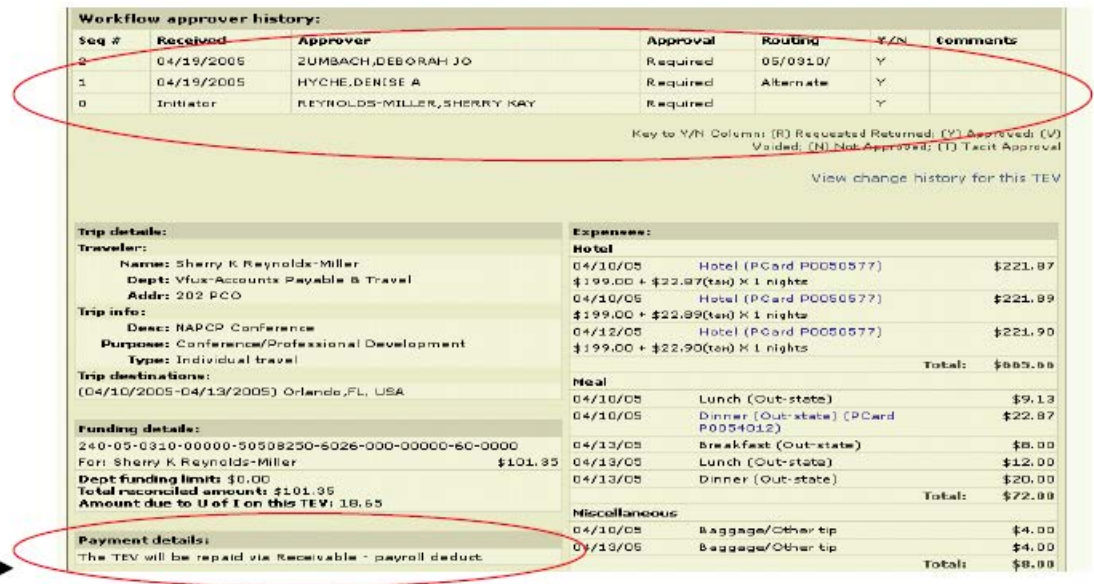 Workflow approver history:
Seq # Received Approver Approval Routing Y/N Comments
2 04/19/2005 ZUMBACH,DEBORAH JO Required 05/0310/ Y
1 04/19/2005 HYCHE,DENISE A Required Alternate Y
0 Initiator REYNOLDS-MILLER,SHERRY KAY Required Y
Key to Y/N Column: (R) Requested Returned; (Y) Approved; (V)
Voided; (N) Not Approved; (T) Tacit Approval
View change history for this TEV
Trip details:
Traveler:
Name: Sherry K Reynolds-Miller
Dept: Vfus-Accounts Payable & Travel
Addr: 202 PCO
Trip info:
Desc: NAPCP Conference
Purpose: Conference/Professional Development
Type: Individual travel
Trip destinations:
(04/10/2005-04/13/2005) Orlando,FL, USA
Funding details:
240-05-0310-00000-50508250-6026-000-00000-60-0000
For: Sherry K Reynolds-Miller $101.35
Dept funding limit: $0.00
Total reconciled amount: $101.35
Amount due to U of I on this TEV: 18.65
Payment details:
The TEV will be repaid via Receivable - payroll deduct
Expenses:
Hotel
04/10/05 Hotel (PCard P0050577) $221.87
$199.00 + $22.87(tax) X 1 nights
04/10/05 Hotel (PCard P0050577) $221.89
$199.00 + $22.89(tax) X 1 nights
04/12/05 Hotel (PCard P0050577) $221.90
$199.00 + $22.90(tax) X 1 nights
Total: $665.66
Meal
04/10/05 Lunch (Out-state) $9.13
04/10/05 Dinner (Out-state) (PCard $22.87
P0054012)
04/13/05 Breakfast (Out-state) $8.00
04/13/05 Lunch (Out-state) $12.00
04/13/05 Dinner (Out-state) $20.00
Total: $72.00
Miscellaneous
04/10/05 Baggage/Other tip $4.00
04/13/05 Baggage/Other tip $4.00
Total: $8.00